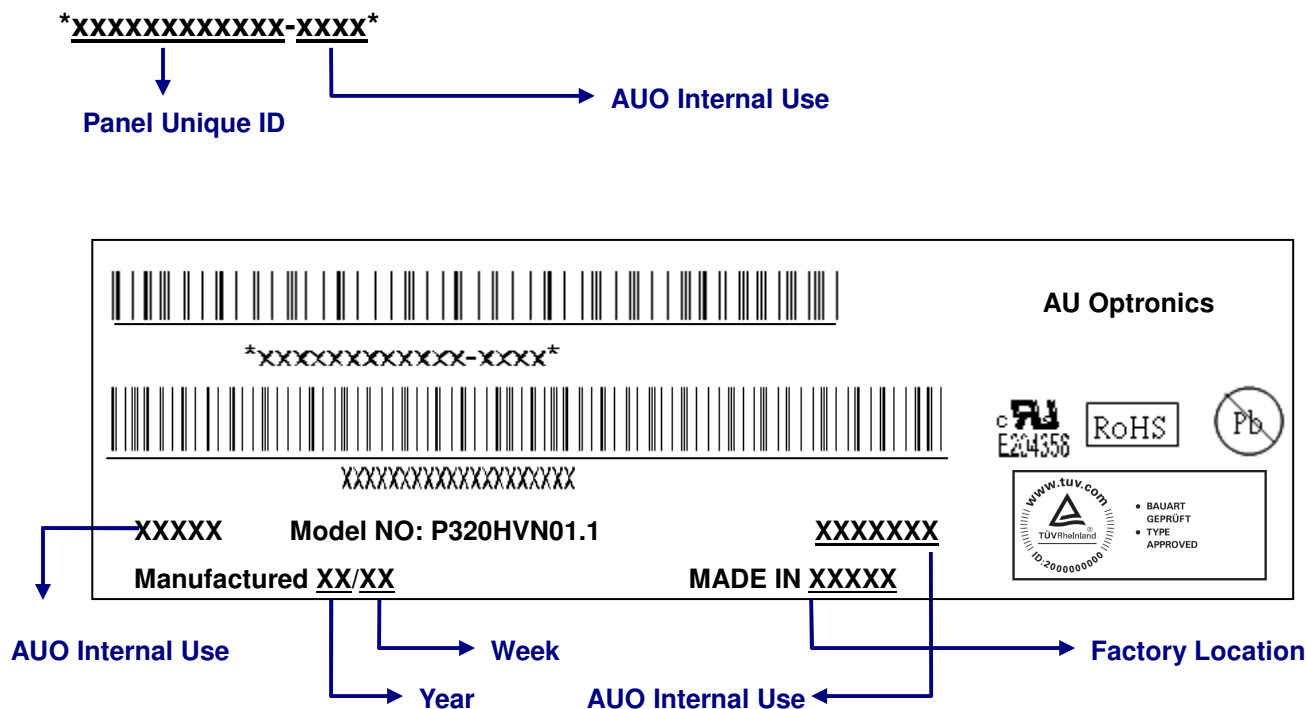 *xxxxxxxxxxxx-xxxx*
AUO Internal Use
Panel Unique ID
AU Optronics
*xxxxxxxxxxxx-xxxx*
c
E204356
RoHS
Pb
XXXXXXXXXXXXXXXXXXXX
www.tuv.com
TÜVRheinland®
ID:2000000000
• BAUART
GEPRÜFT
• TYPE
APPROVED
XXXXX Model NO: P320HVN01.1 XXXXXXX
Manufactured XX/XX MADE IN XXXXX
AUO Internal Use
Week
Factory Location
Year
AUO Internal Use